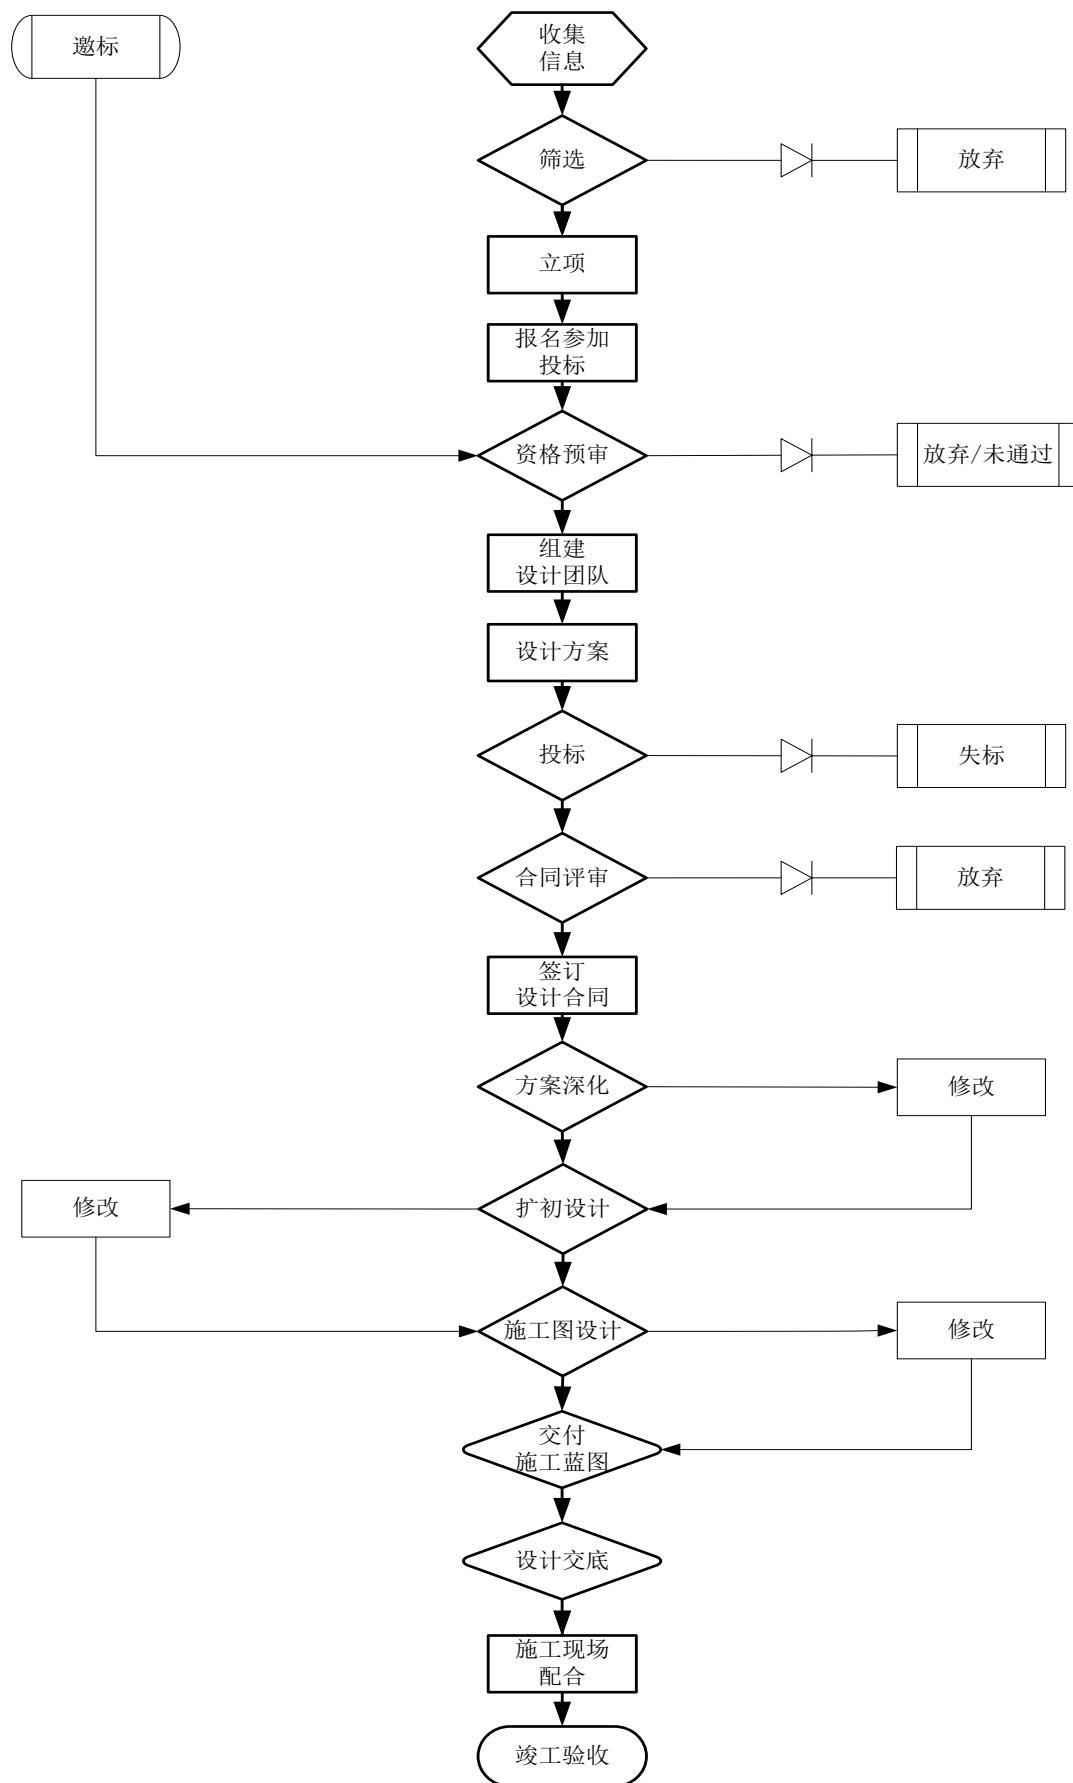 邀标
收集
信息
筛选
放弃
立项
报名参加
投标
资格预审
放弃/未通过
组建
设计团队
设计方案
投标
失标
合同评审
放弃
签订
设计合同
方案深化
修改
扩初设计
修改
施工图设计
修改
交付
施工蓝图
设计交底
施工现场
配合
竣工验收